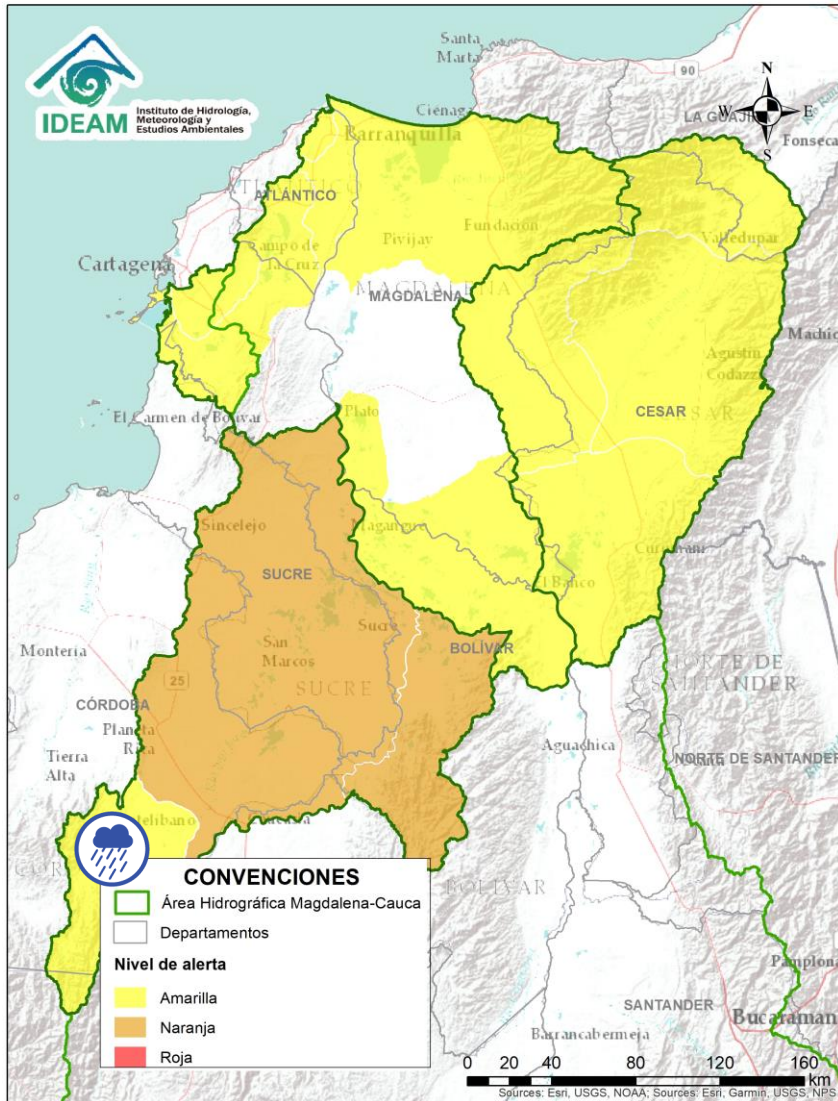 Santa
Marta
90
N
Ciénaga
W
E
LA GUAJIR
IDEAM
Instituto de Hidrología,
Meteorología y
Estudios Ambientales
Barranquilla
S
Fonseca
ATLÁNTICO
Campo de
la Cruz
Pivijay
Fundación
Valledupar
Cartagena
MAGDALENA
MAGDALENA
Agustín
Codazzi
El Carmen de Bolívar
Plato
CESAR
Sincelejo
Magangué
SUCRE
El Banco
Montería
San
Marcos
Sucre
BOLÍVAR
25
SUCRE
NORTE DE
SANTANDER
CÓRDOBA
Planeta
Rica
Tierra
Alta
Aguachica
NORTE DE SANTANDER
CONVENCIONES
Área Hidrográfica Magdalena-Cauca
BOLÍVAR
Departamentos
Nivel de alerta
Pamplona
Amarilla
SANTANDER
Naranja
Bucaraman
Barrancabermeja
Roja
0 20 40 80 120 160
km
Sources: Esri, USGS, NOAA; Sources: Esri, Garmin, USGS, NPS